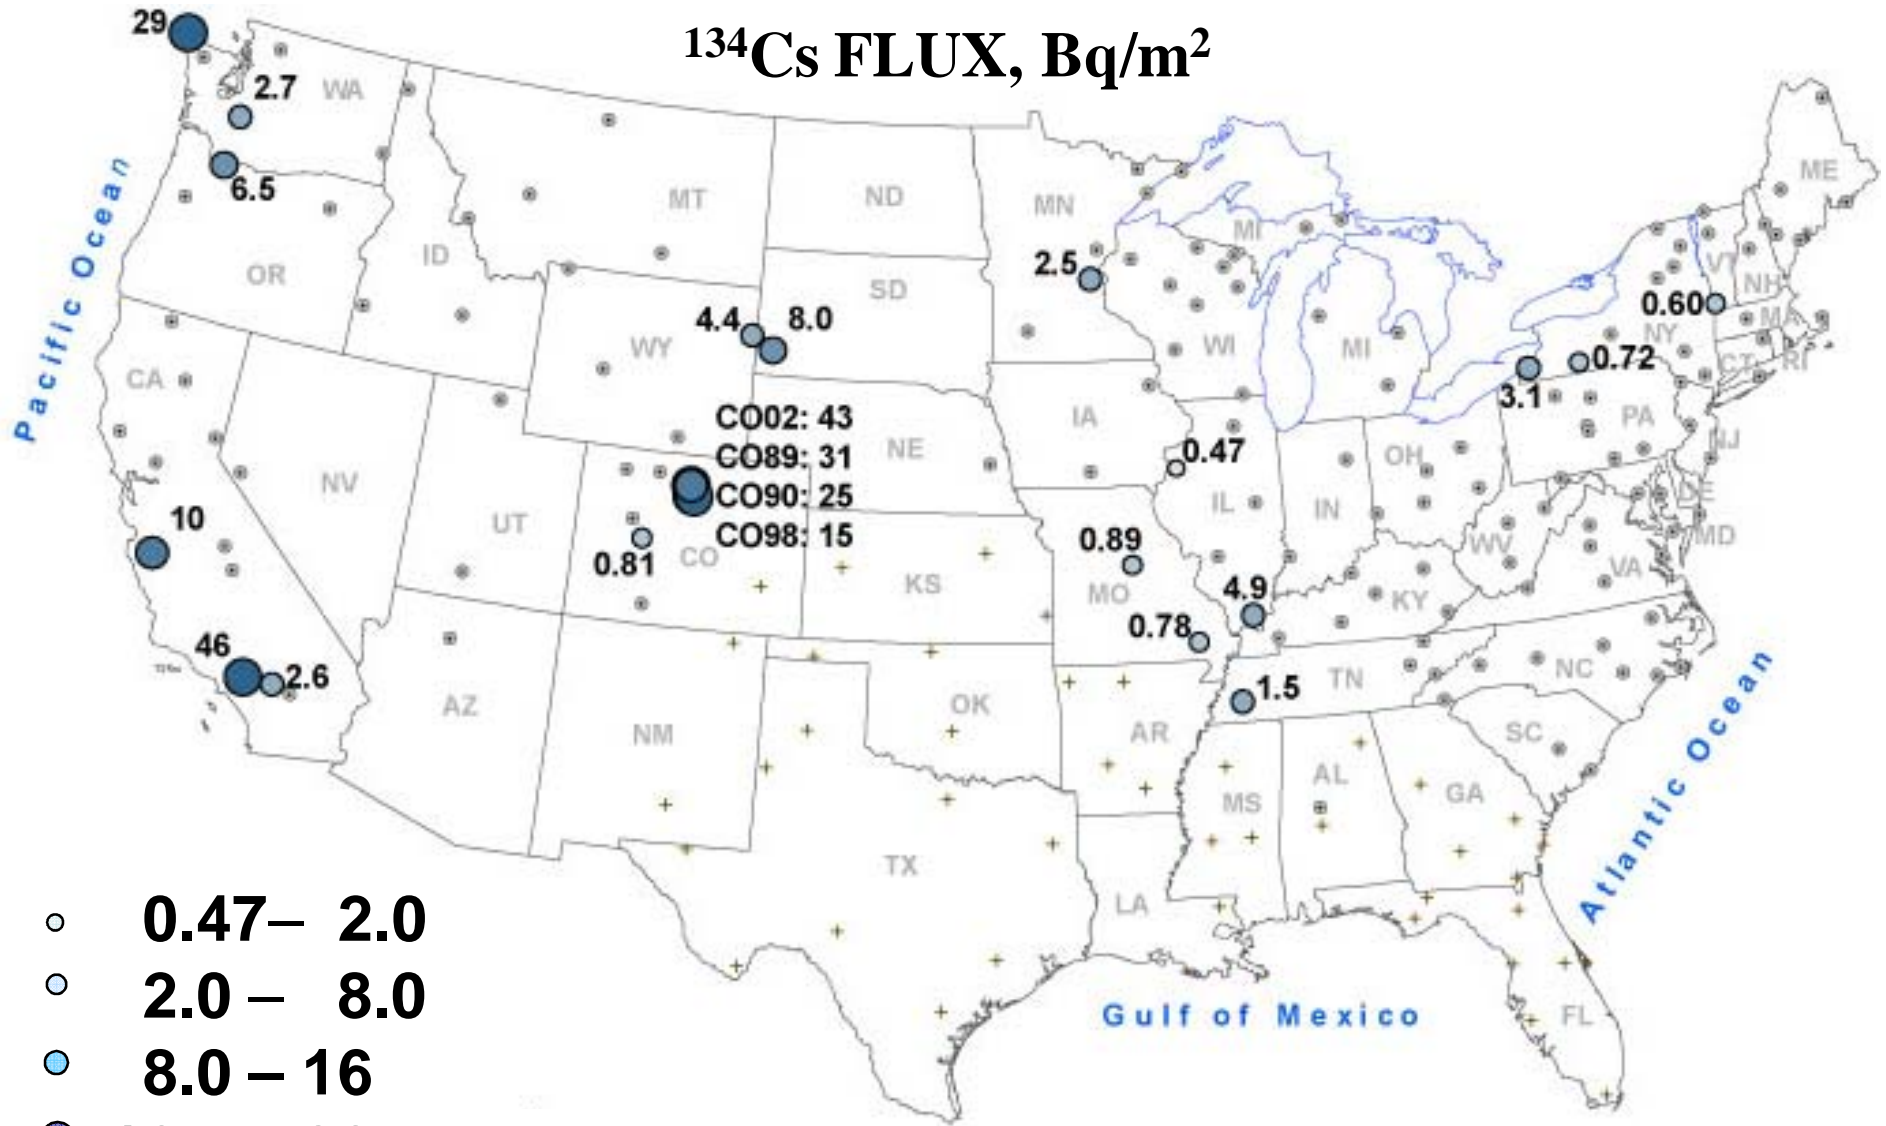 ¹³⁴Cs FLUX, Bq/m²
29
2.7
WA
6.5
Pacific Ocean
OR
ID
MT
ND
MN
MI
ME
2.5
SD
4.4
8.0
WY
WI
MI
VT
NH
0.60
MA
NY
CT
RI
0.72
3.1
PA
NJ
CA
NV
UT
IA
NE
CO02: 43
CO89: 31
CO90: 25
CO98: 15
0.81
CO
0.47
IL
IN
OH
DE
MD
WV
VA
10
KS
0.89
MO
4.9
KY
0.78
46
2.6
AZ
NM
OK
AR
1.5
TN
NC
SC
MS
AL
GA
TX
LA
FL
Atlantic Ocean
Gulf of Mexico
0.47– 2.0
2.0 – 8.0
8.0 – 16